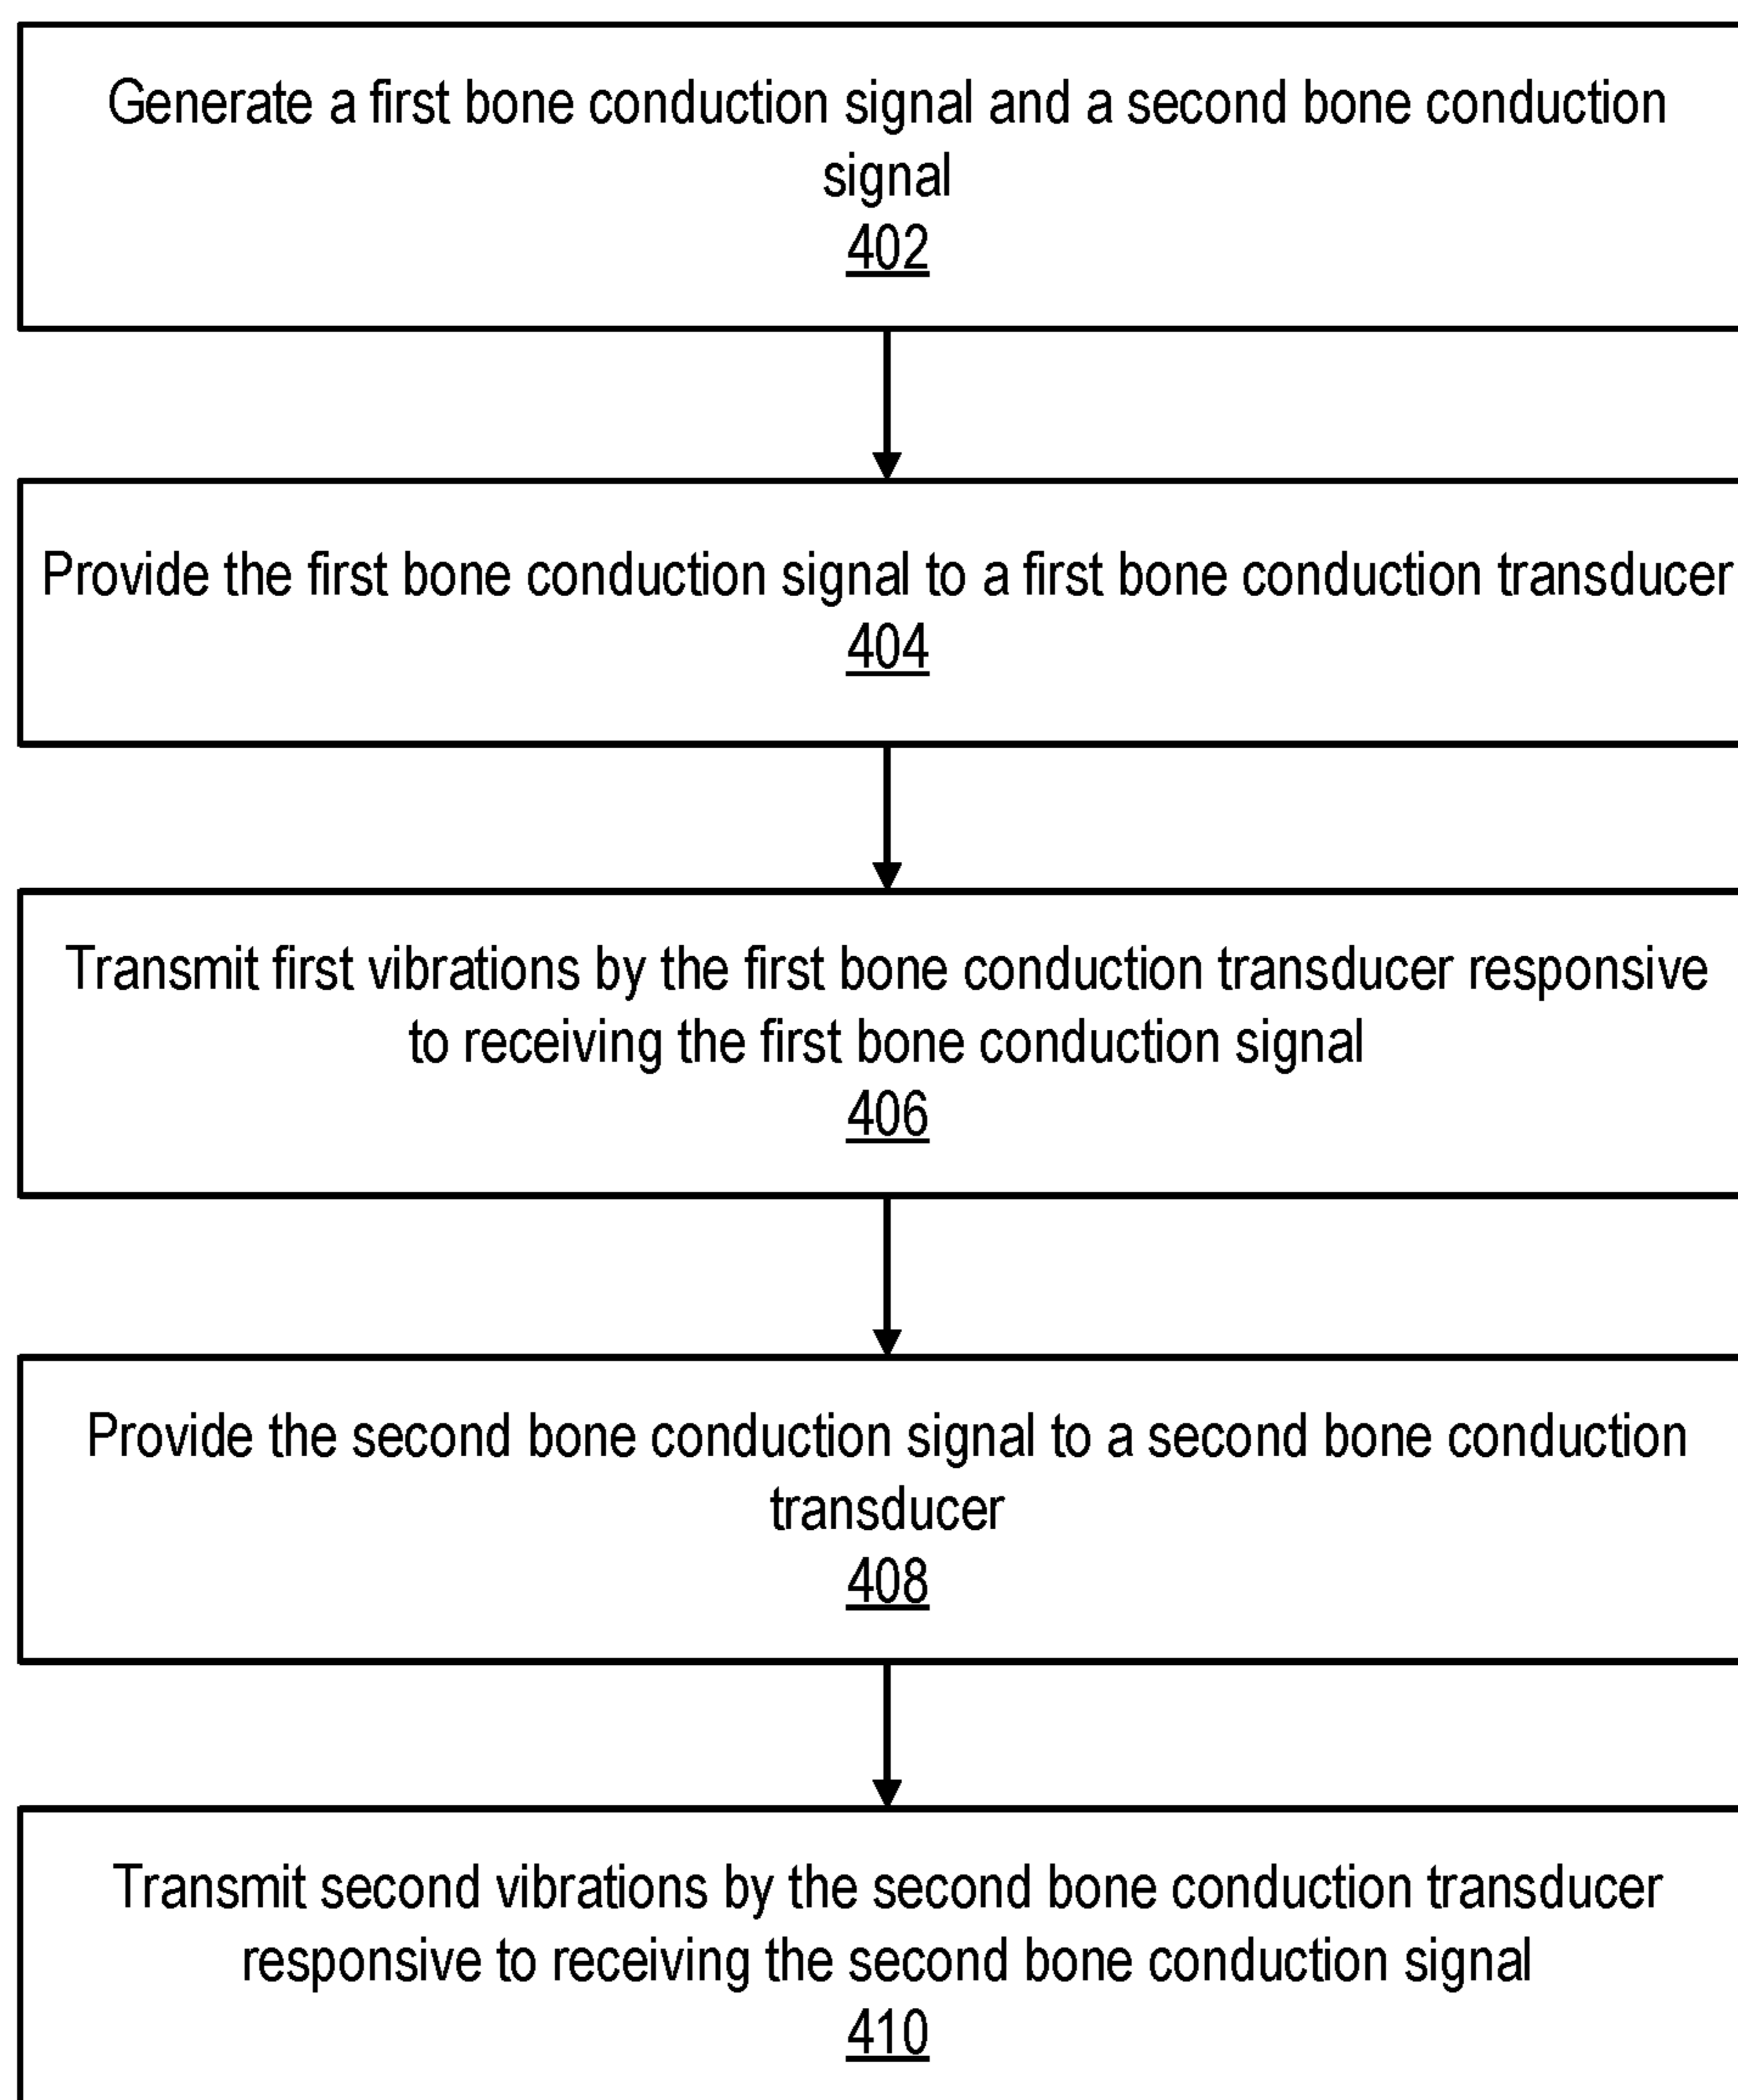 Generate a first bone conduction signal and a second bone conduction
signal
402
Provide the first bone conduction signal to a first bone conduction transducer
404
Transmit first vibrations by the first bone conduction transducer responsive
to receiving the first bone conduction signal
406
Provide the second bone conduction signal to a second bone conduction
transducer
408
Transmit second vibrations by the second bone conduction transducer
responsive to receiving the second bone conduction signal
410